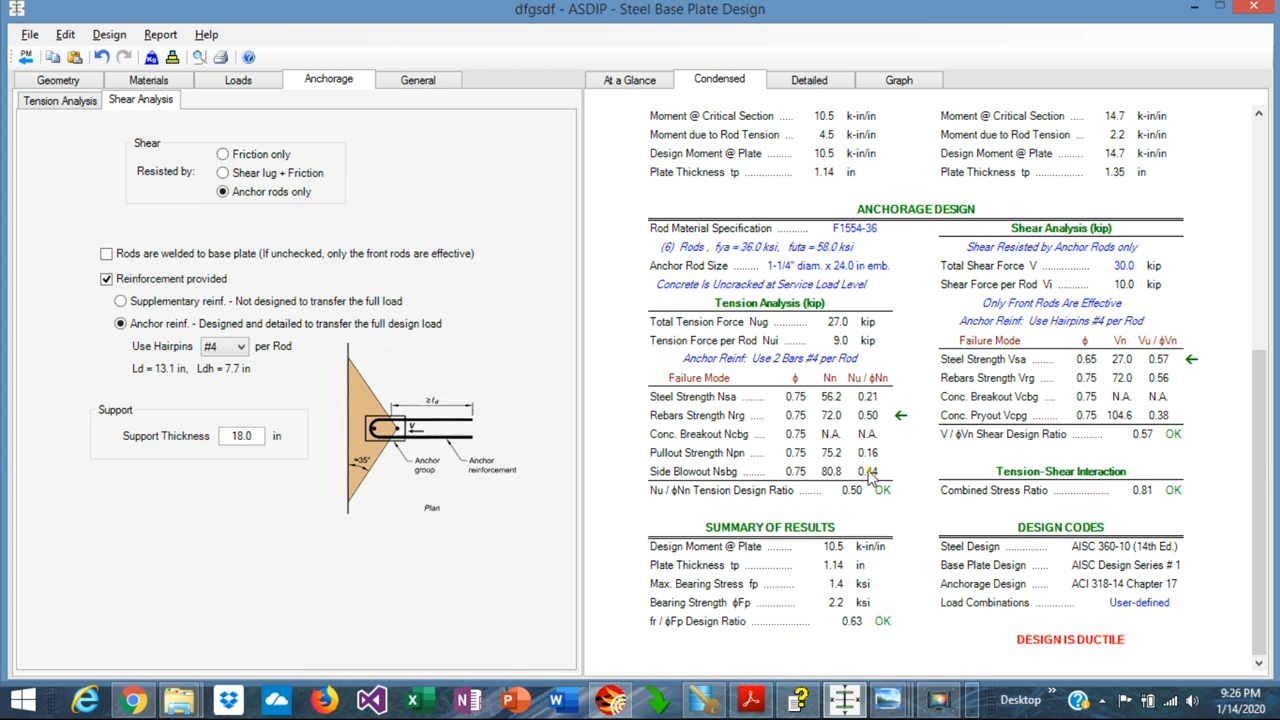 dfgsdf - ASDIP - Steel Base Plate Design
File Edit Design Report Help
PM Kg
Geometry Materials Loads Anchorage General
Tension Analysis Shear Analysis
Shear
Resisted by:
Friction only
Shear lug + Friction
Anchor rods only
Rods are welded to base plate (If unchecked, only the front rods are effective)
Reinforcement provided
Supplementary reinf. - Not designed to transfer the full load
Anchor reinf. - Designed and detailed to transfer the full design load
Use Hairpins #4 per Rod
Ld = 13.1 in, Ldh = 7.7 in
Support
Support Thickness 18.0 in
≥ℓd
V
≈35°
Anchor group
Anchor reinforcement
Plan
At a Glance Condensed Detailed Graph
Moment @ Critical Section ..... 10.5 k-in/in
Moment due to Rod Tension ... 4.5 k-in/in
Design Moment @ Plate ......... 10.5 k-in/in
Plate Thickness tp ................ 1.14 in
Moment @ Critical Section .... 14.7 k-in/in
Moment due to Rod Tension ... 2.2 k-in/in
Design Moment @ Plate ........ 14.7 k-in/in
Plate Thickness tp ................ 1.35 in
ANCHORAGE DESIGN
Rod Material Specification ........... F1554-36
(6) Rods , fya = 36.0 ksi, futa = 58.0 ksi
Anchor Rod Size ........ 1-1/4" diam. x 24.0 in emb.
Concrete Is Uncracked at Service Load Level
Tension Analysis (kip)
Total Tension Force Nug ........... 27.0 kip
Tension Force per Rod Nui ........ 9.0 kip
Anchor Reinf: Use 2 Bars #4 per Rod
Failure Mode ϕ Nn Nu / ϕNn
Steel Strength Nsa ........ 0.75 56.2 0.21
Rebars Strength Nrg ....... 0.75 72.0 0.50
Conc. Breakout Ncbg ..... 0.75 N.A. N.A.
Pullout Strength Npn ...... 0.75 75.2 0.16
Side Blowout Nsbg ........ 0.75 80.8
Nu / ϕNn Tension Design Ratio ........ 0.50 OK
Shear Analysis (kip)
Shear Resisted by Anchor Rods only
Total Shear Force V ............... 30.0 kip
Shear Force per Rod Vi .......... 10.0 kip
Only Front Rods Are Effective
Anchor Reinf: Use Hairpins #4 per Rod
Failure Mode ϕ Vn Vu / ϕVn
Steel Strength Vsa ........ 0.65 27.0 0.57
Rebars Strength Vrg ...... 0.75 72.0 0.56
Conc. Breakout Vcbg ..... 0.75 N.A. N.A.
Conc. Pryout Vcpg ........ 0.75 104.6 0.38
V / ϕVn Shear Design Ratio ............ 0.57 OK
Tension-Shear Interaction
Combined Stress Ratio .................... 0.81 OK
SUMMARY OF RESULTS
Design Moment @ Plate ........ 10.5 k-in/in
Plate Thickness tp ................ 1.14 in
Max. Bearing Stress fp ........... 1.4 ksi
Bearing Strength ϕFp ............. 2.2 ksi
fr / ϕFp Design Ratio ..................... 0.63 OK
DESIGN CODES
Steel Design .............. AISC 360-10 (14th Ed.)
Base Plate Design ...... AISC Design Series # 1
Anchorage Design ...... ACI 318-14 Chapter 17
Load Combinations ............. User-defined
DESIGN IS DUCTILE
Desktop
9:26 PM
1/14/2020